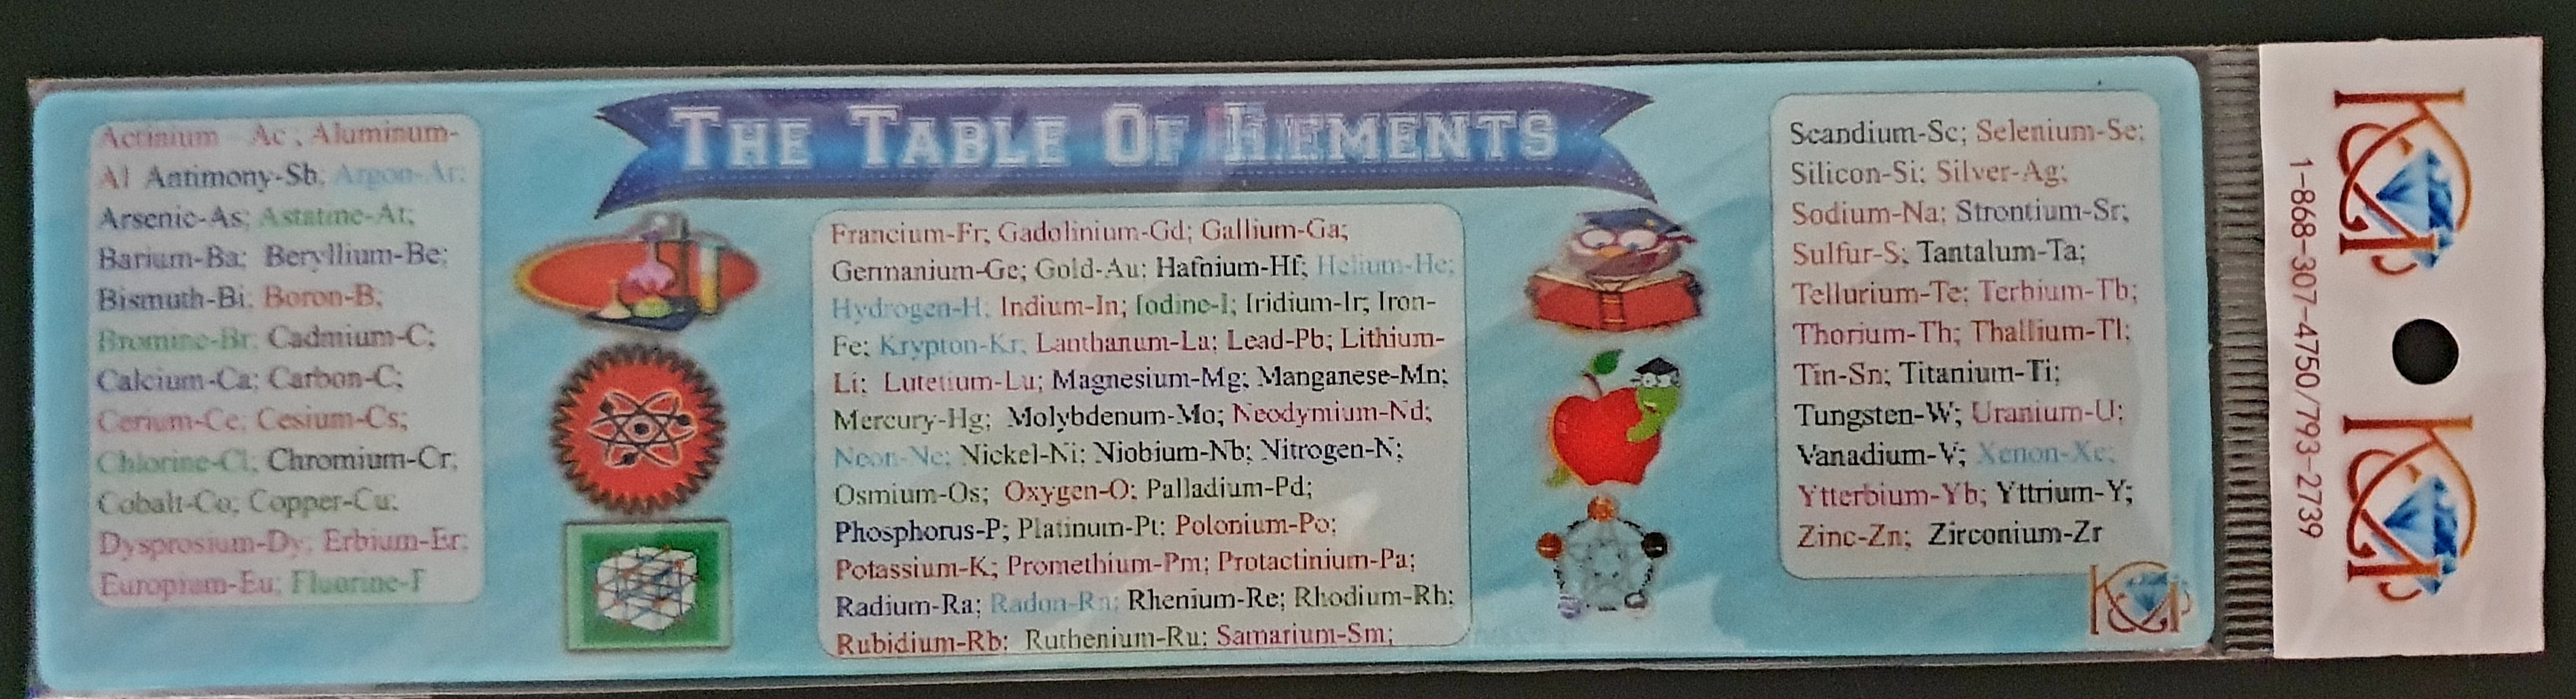 THE TABLE OF ELEMENTS
Actinium - Ac ; Aluminum-
Al Antimony-Sb; Argon-Ar;
Arsenic-As; Astatine-At;
Barium-Ba; Beryllium-Be;
Bismuth-Bi; Boron-B;
Bromine-Br; Cadmium-C;
Calcium-Ca; Carbon-C;
Cerium-Ce; Cesium-Cs;
Chlorine-Cl; Chromium-Cr;
Cobalt-Co; Copper-Cu;
Dysprosium-Dy; Erbium-Er;
Europium-Eu; Fluorine-F
Francium-Fr; Gadolinium-Gd; Gallium-Ga;
Germanium-Ge; Gold-Au; Hafnium-Hf; Helium-He;
Hydrogen-H; Indium-In; Iodine-I; Iridium-Ir; Iron-
Fe; Krypton-Kr; Lanthanum-La; Lead-Pb; Lithium-
Li; Lutetium-Lu; Magnesium-Mg; Manganese-Mn;
Mercury-Hg; Molybdenum-Mo; Neodymium-Nd;
Neon-Ne; Nickel-Ni; Niobium-Nb; Nitrogen-N;
Osmium-Os; Oxygen-O; Palladium-Pd;
Phosphorus-P; Platinum-Pt; Polonium-Po;
Potassium-K; Promethium-Pm; Protactinium-Pa;
Radium-Ra; Radon-Rn; Rhenium-Re; Rhodium-Rh;
Rubidium-Rb; Ruthenium-Ru; Samarium-Sm;
Scandium-Sc; Selenium-Se;
Silicon-Si; Silver-Ag;
Sodium-Na; Strontium-Sr;
Sulfur-S; Tantalum-Ta;
Tellurium-Te; Terbium-Tb;
Thorium-Th; Thallium-Tl;
Tin-Sn; Titanium-Ti;
Tungsten-W; Uranium-U;
Vanadium-V; Xenon-Xe;
Ytterbium-Yb; Yttrium-Y;
Zinc-Zn; Zirconium-Zr
1-868-307-4750/793-2739